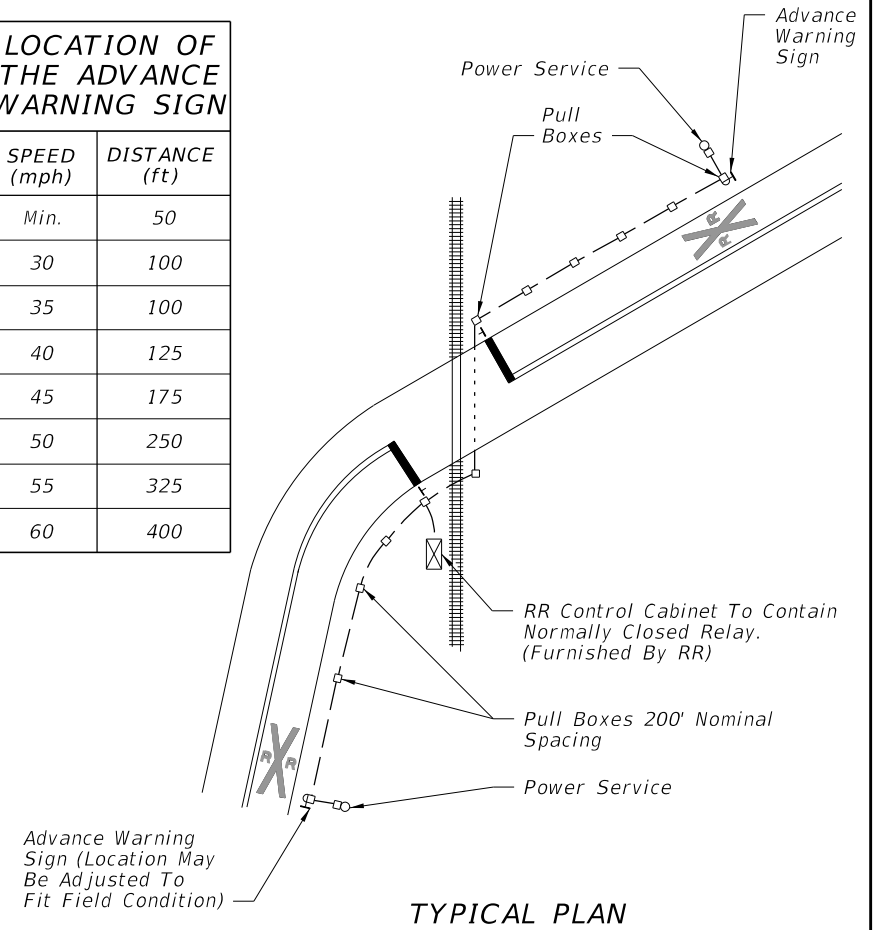 LOCATION OF
THE ADVANCE
WARNING SIGN
SPEED
(mph)
DISTANCE
(ft)
Min.
50
30
100
35
100
40
125
45
175
50
250
55
325
60
400
Advance
Warning
Sign
Power Service
Pull
Boxes
R
R
RR Control Cabinet To Contain
Normally Closed Relay.
(Furnished By RR)
Pull Boxes 200' Nominal
Spacing
R R
Power Service
Advance Warning
Sign (Location May
Be Adjusted To
Fit Field Condition)
TYPICAL PLAN